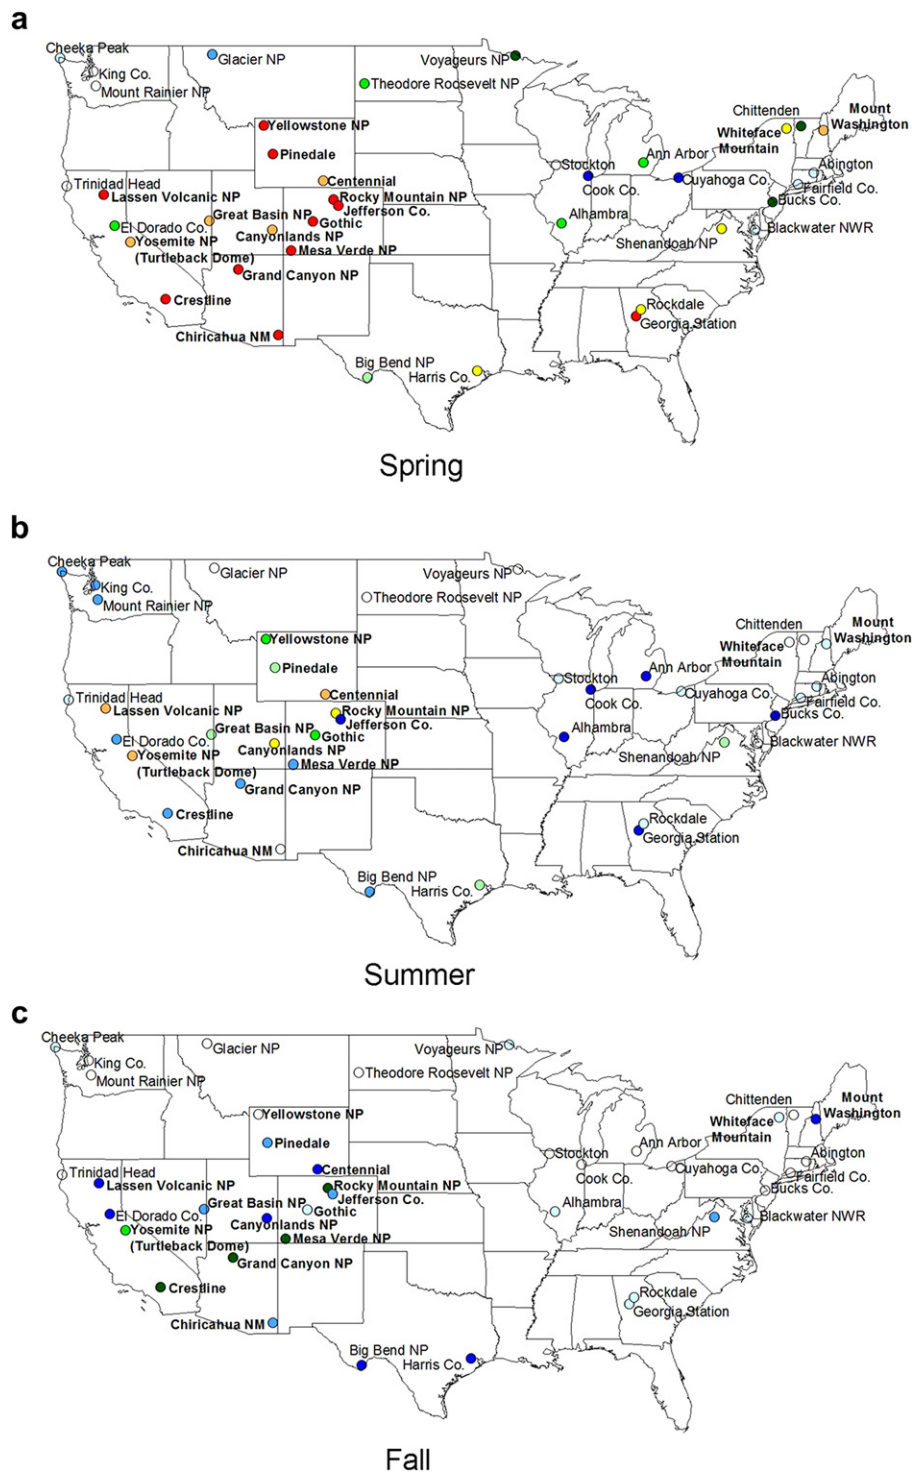 a
Cheeka Peak
Glacier NP
Voyageurs NP
King Co.
Theodore Roosevelt NP
Mount Rainier NP
Chittenden
Mount
Washington
Whiteface
Mountain
Yellowstone NP
Pinedale
Stockton
Ann Arbor
Abington
Trinidad Head
Centennial
Cook Co.
Cuyahoga Co.
Fairfield Co.
Lassen Volcanic NP
Rocky Mountain NP
Bucks Co.
Jefferson Co.
Great Basin NP
Gothic
Alhambra
El Dorado Co.
Canyonlands NP
Blackwater NWR
Yosemite NP
(Turtleback Dome)
Mesa Verde NP
Shenandoah NP
Grand Canyon NP
Crestline
Rockdale
Georgia Station
Chiricahua NM
Big Bend NP
Harris Co.
Spring
b
Cheeka Peak
Glacier NP
Voyageurs NP
King Co.
Theodore Roosevelt NP
Mount Rainier NP
Chittenden
Mount
Washington
Whiteface
Mountain
Yellowstone NP
Pinedale
Stockton
Ann Arbor
Abington
Trinidad Head
Centennial
Cook Co.
Cuyahoga Co.
Fairfield Co.
Lassen Volcanic NP
Rocky Mountain NP
Bucks Co.
Jefferson Co.
Great Basin NP
Gothic
Alhambra
El Dorado Co.
Canyonlands NP
Blackwater NWR
Yosemite NP
(Turtleback Dome)
Mesa Verde NP
Shenandoah NP
Grand Canyon NP
Crestline
Rockdale
Georgia Station
Chiricahua NM
Big Bend NP
Harris Co.
Summer
c
Cheeka Peak
Glacier NP
Voyageurs NP
King Co.
Theodore Roosevelt NP
Mount Rainier NP
Chittenden
Mount
Washington
Whiteface
Mountain
Yellowstone NP
Pinedale
Stockton
Ann Arbor
Abington
Trinidad Head
Centennial
Cook Co.
Cuyahoga Co.
Fairfield Co.
Lassen Volcanic NP
Rocky Mountain NP
Bucks Co.
Jefferson Co.
Great Basin NP
Gothic
Alhambra
El Dorado Co.
Canyonlands NP
Blackwater NWR
Yosemite NP
(Turtleback Dome)
Mesa Verde NP
Shenandoah NP
Grand Canyon NP
Crestline
Rockdale
Georgia Station
Chiricahua NM
Big Bend NP
Harris Co.
Fall